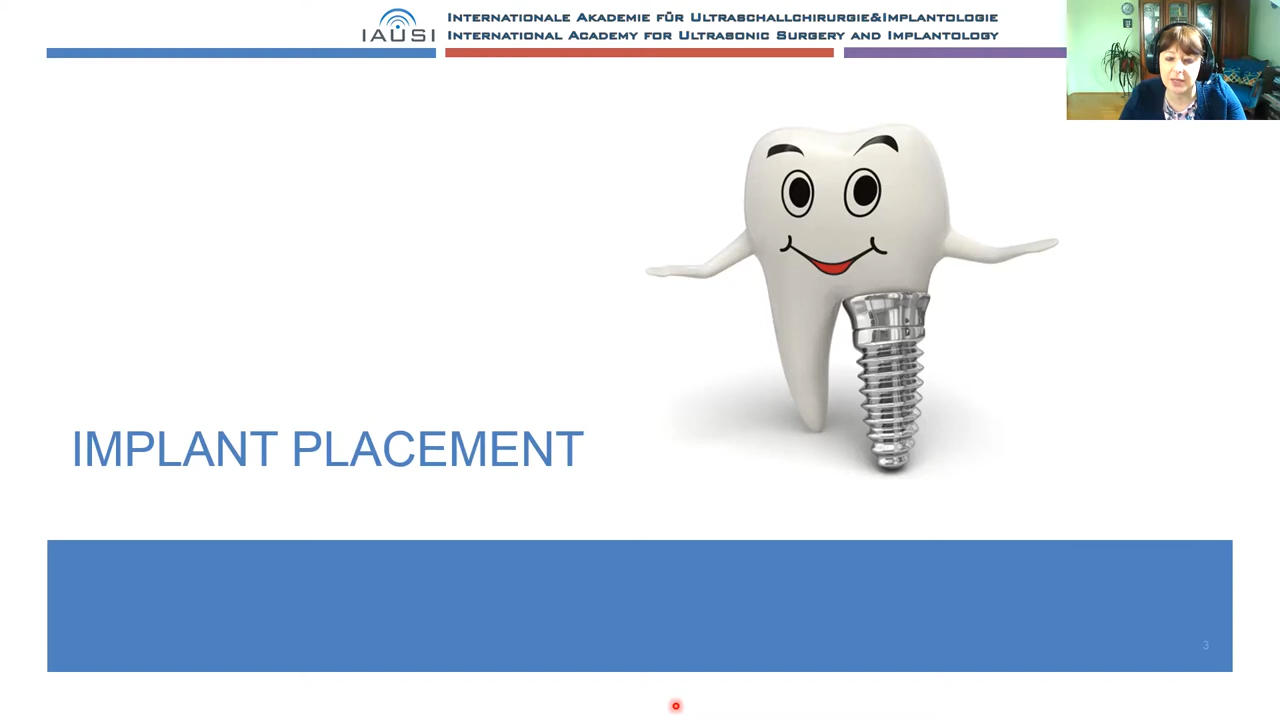 IAUSI
Internationale Akademie für Ultraschallchirurgie&Implantologie
International Academy for Ultrasonic Surgery and Implantology
IMPLANT PLACEMENT
3